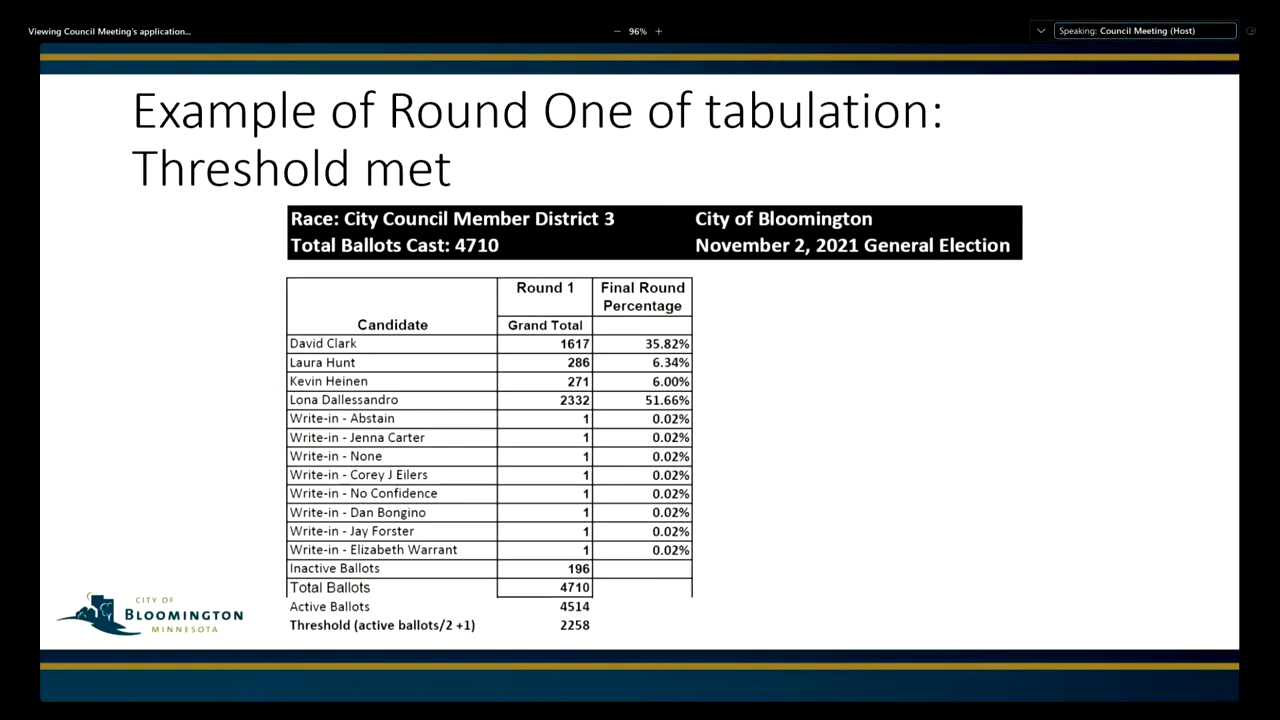 Viewing Council Meeting's application...
− 96% +
Speaking: Council Meeting (Host)
Example of Round One of tabulation:
Threshold met
Race: City Council Member District 3 City of Bloomington
Total Ballots Cast: 4710 November 2, 2021 General Election
Round 1 Final Round
Percentage
Candidate Grand Total
David Clark 1617 35.82%
Laura Hunt 286 6.34%
Kevin Heinen 271 6.00%
Lona Dallessandro 2332 51.66%
Write-in - Abstain 1 0.02%
Write-in - Jenna Carter 1 0.02%
Write-in - None 1 0.02%
Write-in - Corey J Eilers 1 0.02%
Write-in - No Confidence 1 0.02%
Write-in - Dan Bongino 1 0.02%
Write-in - Jay Forster 1 0.02%
Write-in - Elizabeth Warrant 1 0.02%
Inactive Ballots 196
Total Ballots 4710
Active Ballots 4514
Threshold (active ballots/2 +1) 2258
CITY OF
BLOOMINGTON
MINNESOTA